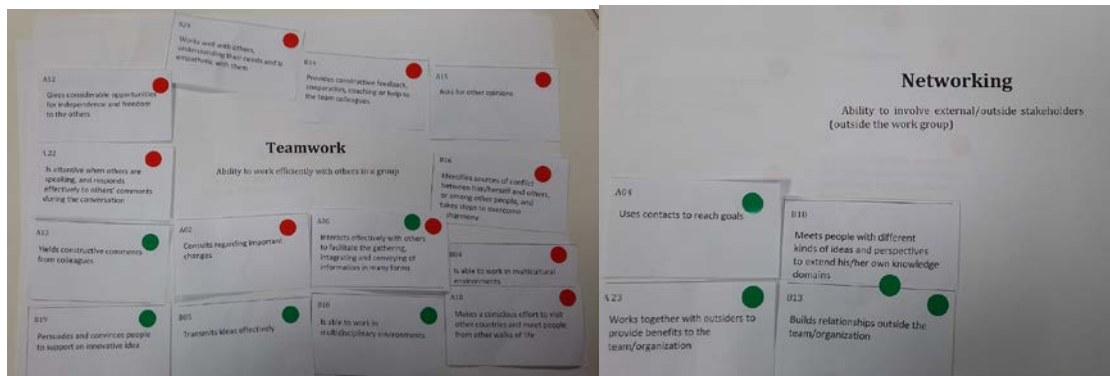 B24
Works well with others,
understanding their needs and is
empathetic with them
B14
Provides constructive feedback,
cooperation, coaching or help to
the team colleagues
A15
Asks for other opinions
A12
Gives considerable opportunities
for independence and freedom
to the others
Teamwork
Ability to work efficiently with others in a group
A22
Is attentive when others are
speaking, and responds
effectively to others' comments
during the conversation
B16
Identifies sources of conflict
between him/herself and others,
or among other people, and
takes steps to overcome
disharmony
A13
Yields constructive comments
from colleagues
A02
Consults regarding important
changes
A06
Interacts effectively with others
to facilitate the gathering,
integrating and conveying of
information in many forms
B04
Is able to work in multicultural
environments
B19
Persuades and convinces people
to support an innovative idea
B05
Transmits ideas effectively
B18
Is able to work in
multidisciplinary environments
A18
Makes a conscious effort to visit
other countries and meet people
from other walks of life
Networking
Ability to involve external/outside stakeholders
(outside the work group)
A04
Uses contacts to reach goals
B10
Meets people with different
kinds of ideas and perspectives
to extend his/her own knowledge
domains
A23
Works together with outsiders to
provide benefits to the
team/organization
B13
Builds relationships outside the
team/organization